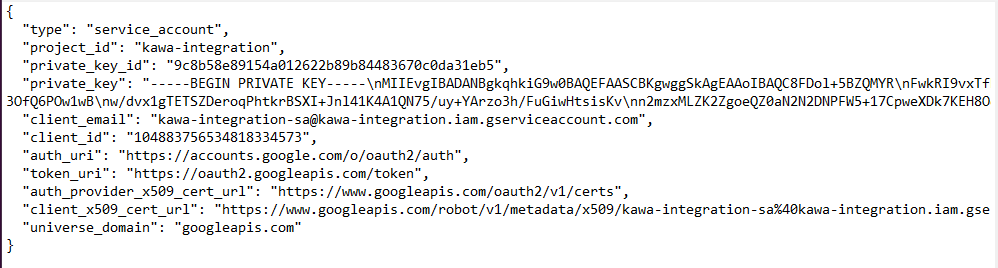 {
"type": "service_account",
"project_id": "kawa-integration",
"private_key_id": "9c8b58e89154a012622b89b84483670c0da31eb5",
"private_key": "-----BEGIN PRIVATE KEY-----\nMIIEvgIBADANBgkqhkiG9w0BAQEFAASCBKgwggSkAgEAAoIBAQC8FDol+5BZQMYR\nFwkRI9vxTf
3OfQ6POw1wB\nw/dvx1gTETSZDeroqPhtkrBSXI+Jnl41K4A1QN75/uy+YArzo3h/FuGiwHtsisKv\nn2mzxMLZK2ZgoeQZ0aN2N2DNPFW5+17CpweXDk7KEH8O
"client_email": "kawa-integration-sa@kawa-integration.iam.gserviceaccount.com",
"client_id": "104883756534818334573",
"auth_uri": "https://accounts.google.com/o/oauth2/auth",
"token_uri": "https://oauth2.googleapis.com/token",
"auth_provider_x509_cert_url": "https://www.googleapis.com/oauth2/v1/certs",
"client_x509_cert_url": "https://www.googleapis.com/robot/v1/metadata/x509/kawa-integration-sa%40kawa-integration.iam.gse
"universe_domain": "googleapis.com"
}